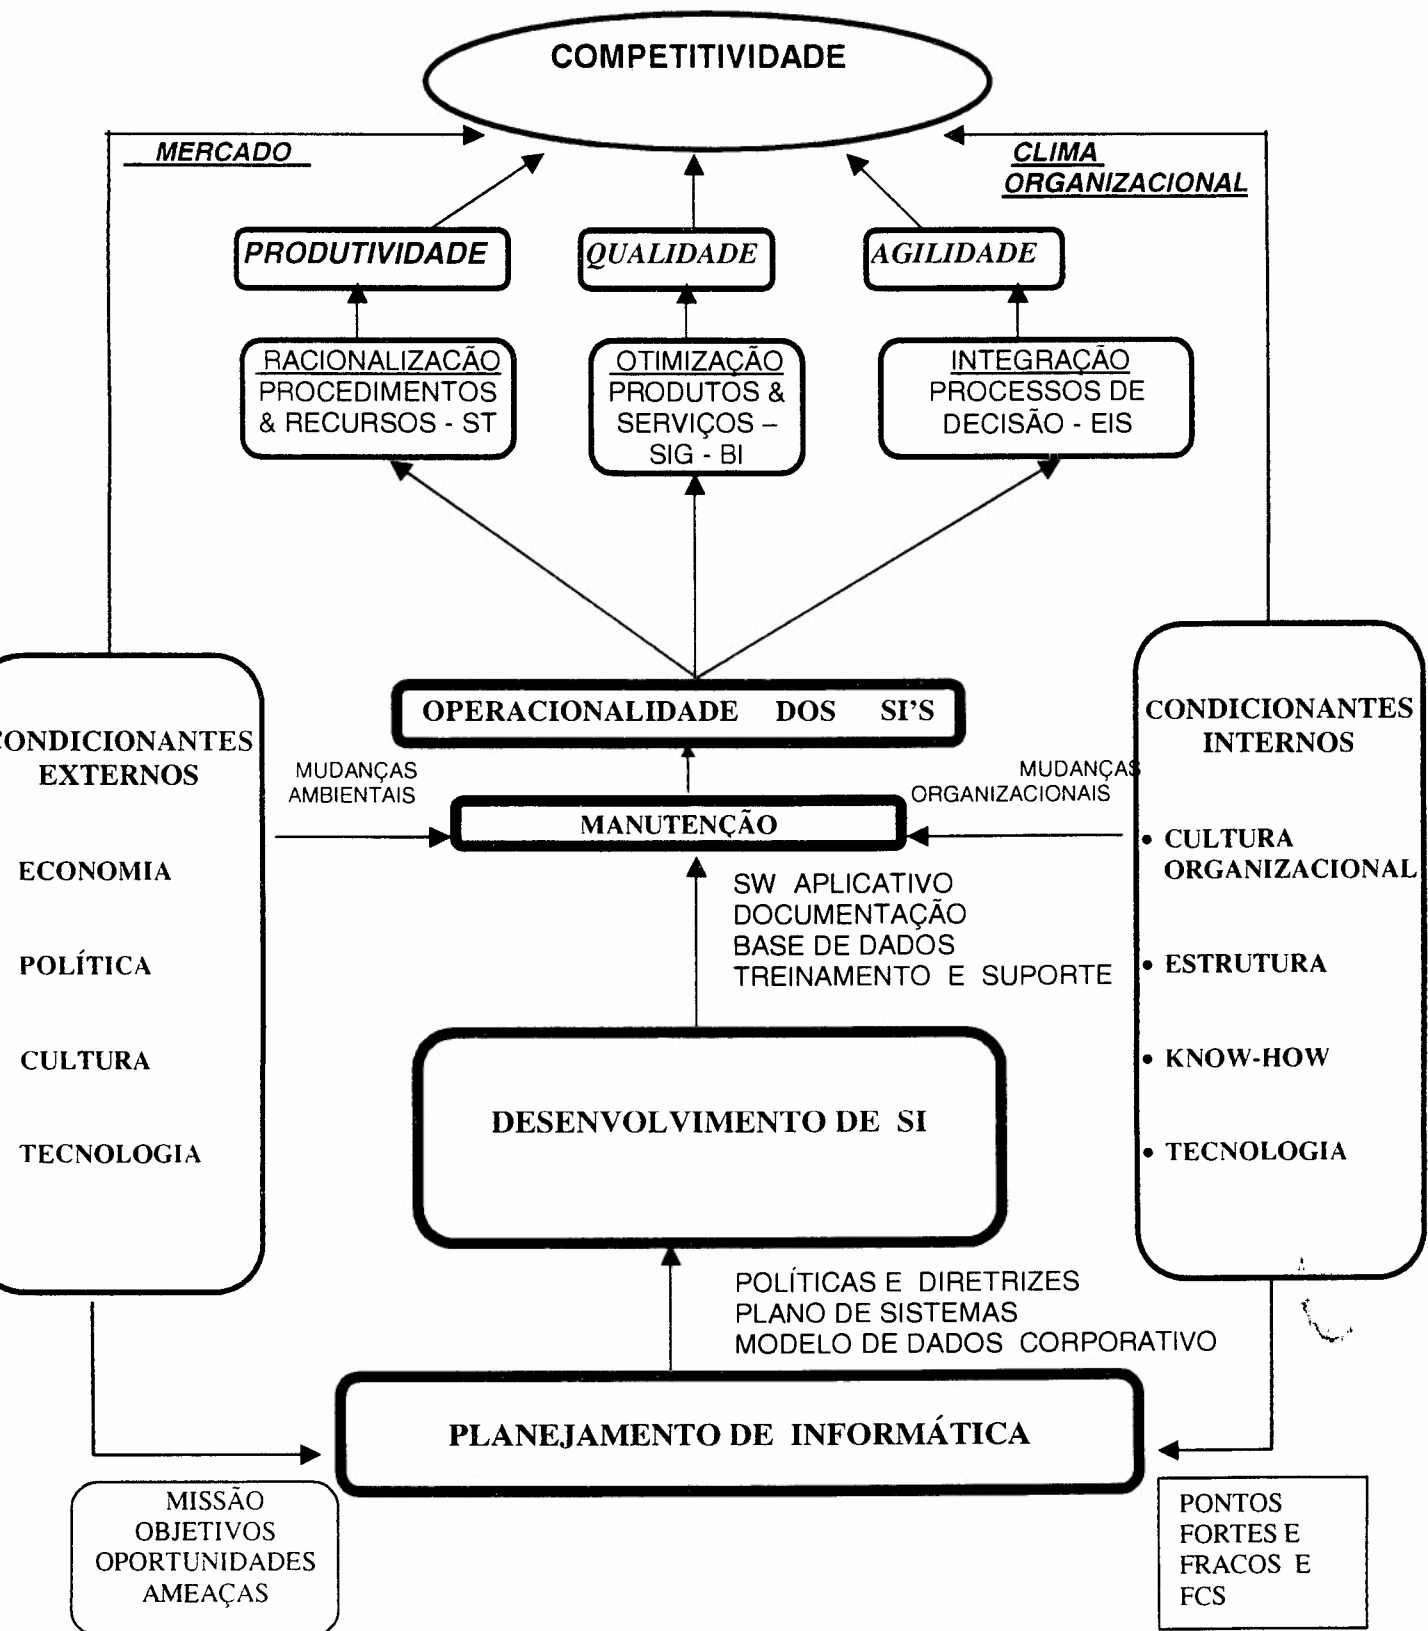 COMPETITIVIDADE
MERCADO
CLIMA
ORGANIZACIONAL
PRODUTIVIDADE
QUALIDADE
AGILIDADE
RACIONALIZACÃO
PROCEDIMENTOS
& RECURSOS - ST
OTIMIZAÇÃO
PRODUTOS &
SERVIÇOS –
SIG - BI
INTEGRAÇÃO
PROCESSOS DE
DECISÃO - EIS
OPERACIONALIDADE DOS SI'S
CONDICIONANTES
EXTERNOS
ECONOMIA
POLÍTICA
CULTURA
TECNOLOGIA
MUDANÇAS
AMBIENTAIS
MANUTENÇÃO
MUDANÇAS
ORGANIZACIONAIS
CONDICIONANTES
INTERNOS
• CULTURA
ORGANIZACIONAL
• ESTRUTURA
• KNOW-HOW
• TECNOLOGIA
SW APLICATIVO
DOCUMENTAÇÃO
BASE DE DADOS
TREINAMENTO E SUPORTE
DESENVOLVIMENTO DE SI
POLÍTICAS E DIRETRIZES
PLANO DE SISTEMAS
MODELO DE DADOS CORPORATIVO
PLANEJAMENTO DE INFORMÁTICA
MISSÃO
OBJETIVOS
OPORTUNIDADES
AMEAÇAS
PONTOS
FORTES E
FRACOS E
FCS